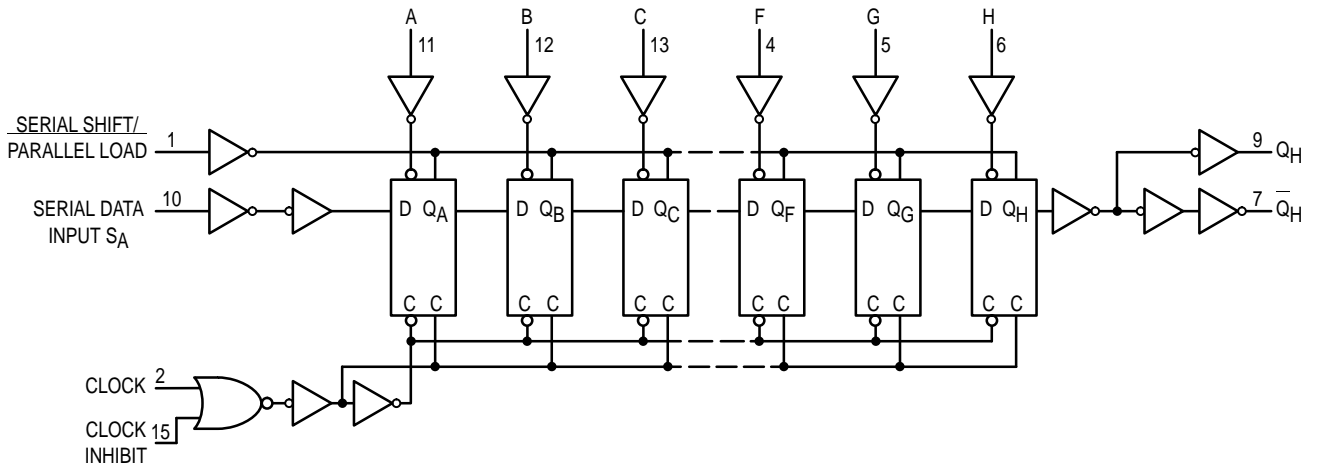 A B C F G H
11 12 13 4 5 6
SERIAL SHIFT/
PARALLEL LOAD 1
9 QH
SERIAL DATA
INPUT SA
10
D QA D QB D QC D QF D QG D QH
7 Q̅H
C C C C C C C C C C C C
CLOCK 2
CLOCK
INHIBIT
15